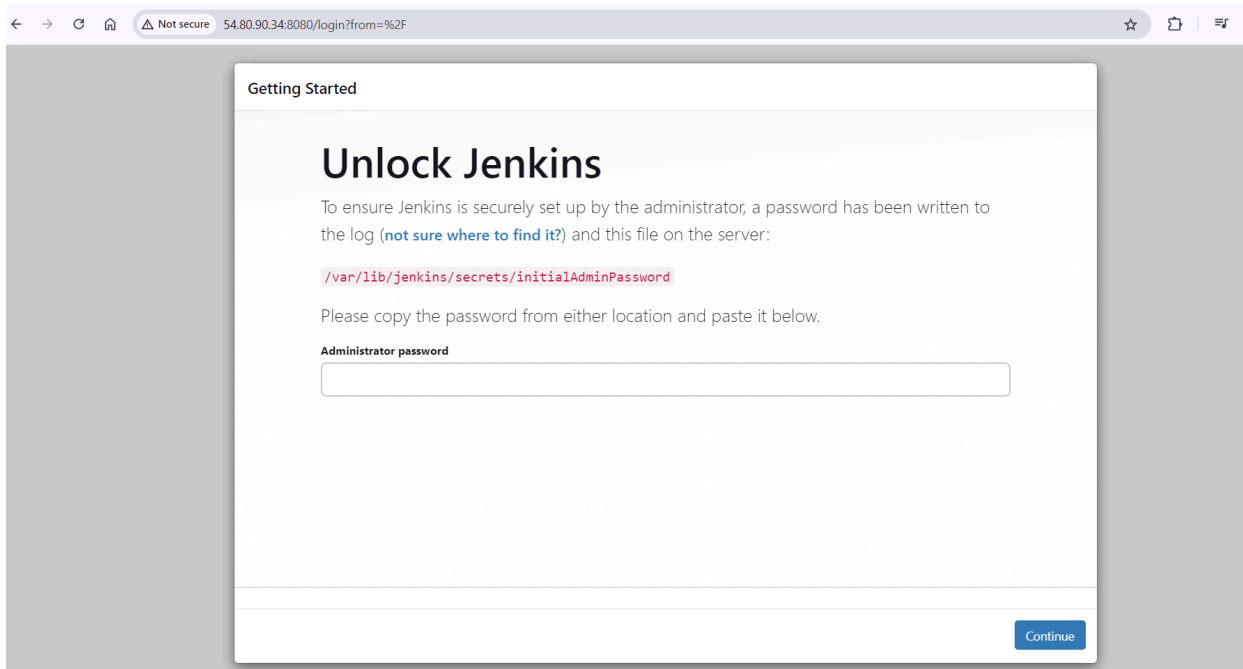 Not secure 54.80.90.34:8080/login?from=%2F
Getting Started
Unlock Jenkins
To ensure Jenkins is securely set up by the administrator, a password has been written to
the log (not sure where to find it?) and this file on the server:
/var/lib/jenkins/secrets/initialAdminPassword
Please copy the password from either location and paste it below.
Administrator password
Continue